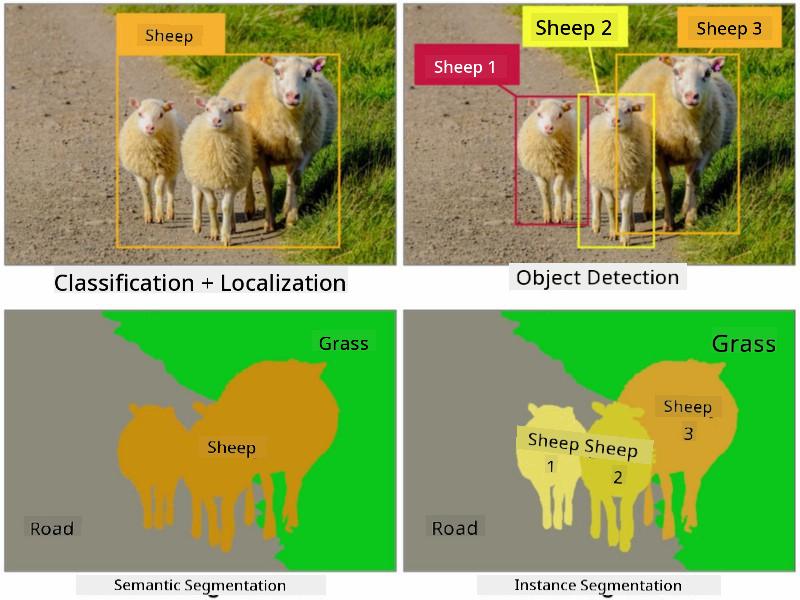 Sheep
Sheep 1
Sheep 2
Sheep 3
Classification + Localization
Object Detection
Grass
Sheep
Road
Grass
Sheep
3
Sheep Sheep
1
2
Road
Semantic Segmentation
Instance Segmentation